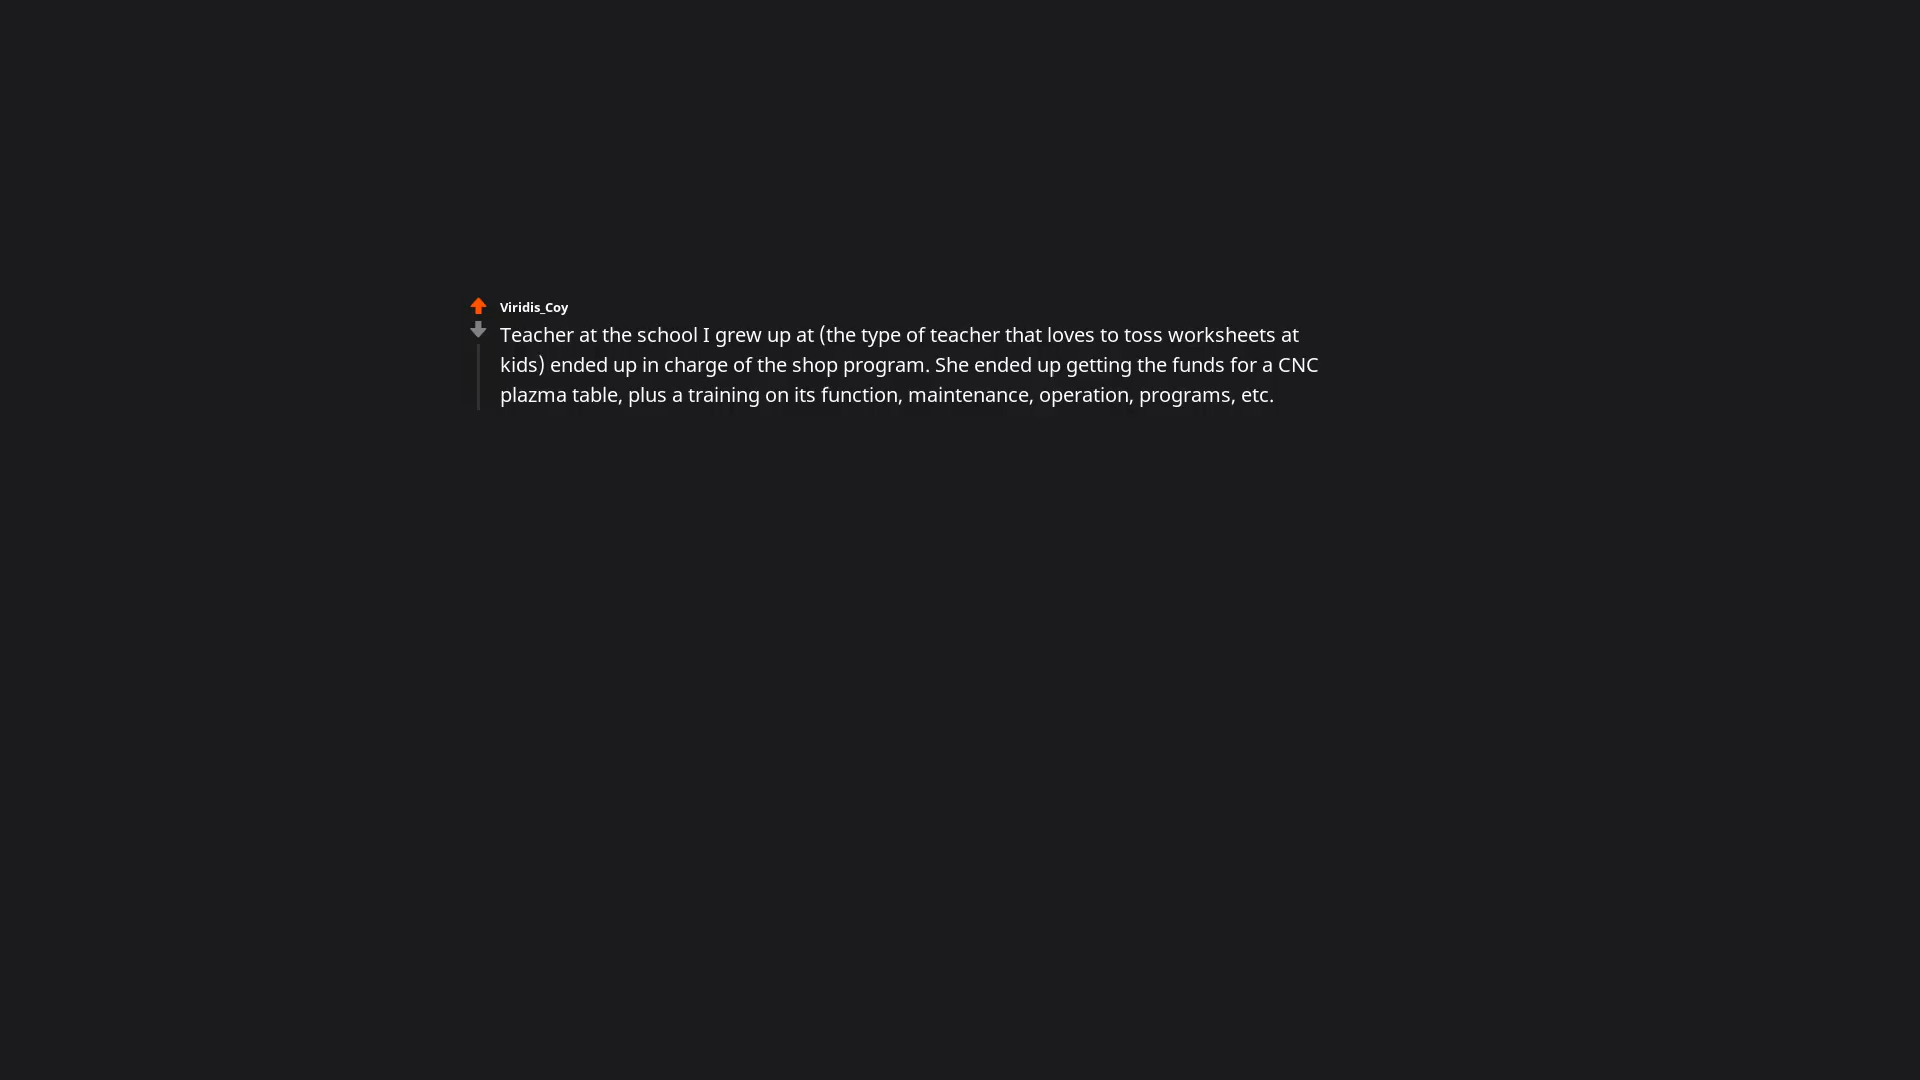 Viridis_Coy
Teacher at the school I grew up at (the type of teacher that loves to toss worksheets at
kids) ended up in charge of the shop program. She ended up getting the funds for a CNC
plazma table, plus a training on its function, maintenance, operation, programs, etc.